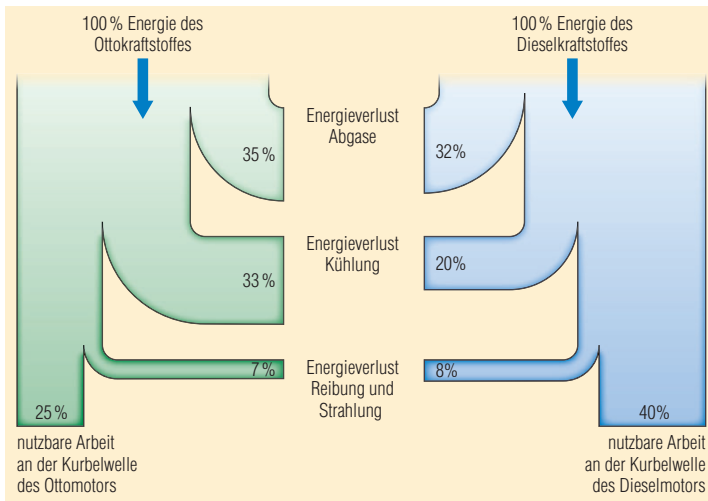 100 % Energie des
Ottokraftstoffes
100 % Energie des
Dieselkraftstoffes
Energieverlust
Abgase
35 %
32%
Energieverlust
Kühlung
33 %
20%
Energieverlust
Reibung und
Strahlung
7 %
8%
25 %
40%
nutzbare Arbeit
an der Kurbelwelle
des Ottomotors
nutzbare Arbeit
an der Kurbelwelle
des Dieselmotors